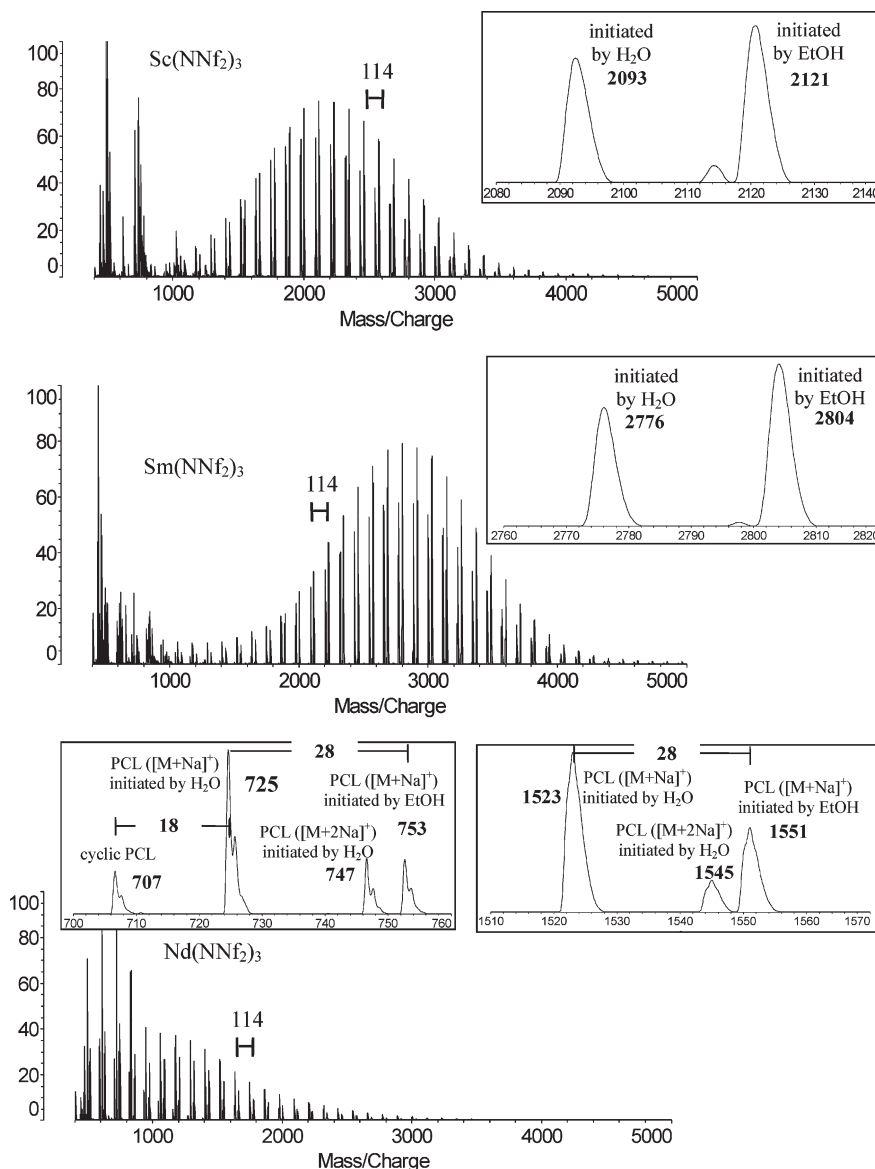 Sc(NNf₂)₃
114
100
80
60
40
20
0
1000 2000 3000 4000 5000
Mass/Charge
initiated
by H₂O
2093
initiated
by EtOH
2121
2080 2090 2100 2110 2120 2130 2140
Sm(NNf₂)₃
114
100
80
60
40
20
0
1000 2000 3000 4000 5000
Mass/Charge
initiated
by H₂O
2776
initiated
by EtOH
2804
2760 2770 2780 2790 2800 2810 2820
28
PCL ([M+Na]⁺)
initiated by H₂O
725
PCL ([M+Na]⁺)
initiated by EtOH
753
18
cyclic PCL
707
PCL ([M+2Na]⁺)
initiated by H₂O
747
700 710 720 730 740 750 760
28
1523
PCL ([M+Na]⁺)
initiated by H₂O
PCL ([M+Na]⁺)
initiated by EtOH
1551
PCL ([M+2Na]⁺)
initiated by H₂O
1545
1510 1520 1530 1540 1550 1560 1570
Nd(NNf₂)₃
114
100
80
60
40
20
0
1000 2000 3000 4000 5000
Mass/Charge